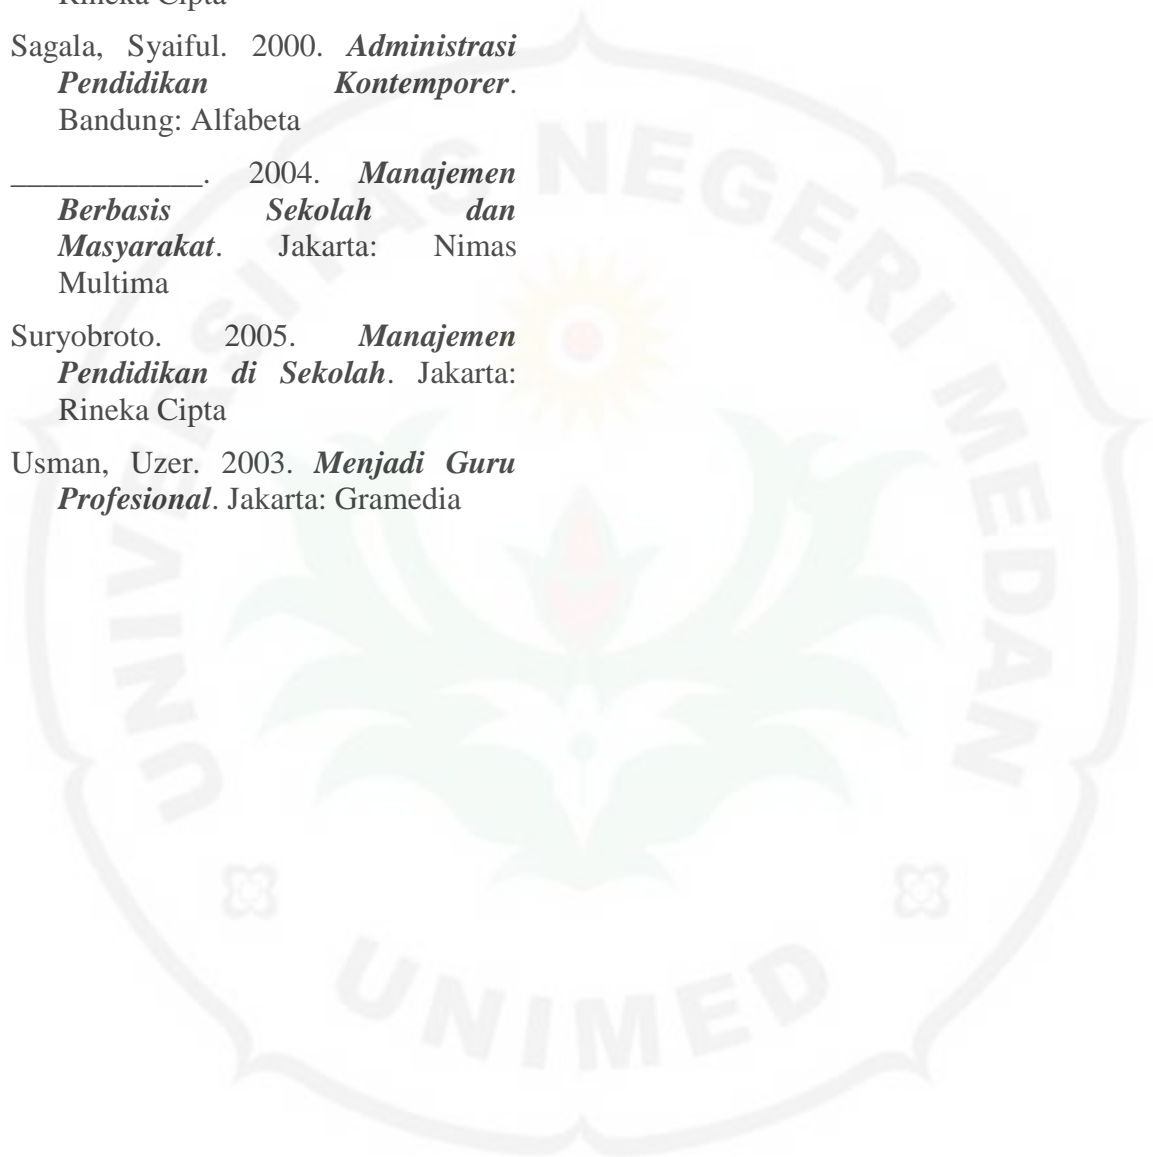 Rineka Cipta
Sagala, Syaiful. 2000. Administrasi
Pendidikan Kontemporer.
Bandung: Alfabeta
____________. 2004. Manajemen
Berbasis Sekolah dan
Masyarakat. Jakarta: Nimas
Multima
Suryobroto. 2005. Manajemen
Pendidikan di Sekolah. Jakarta:
Rineka Cipta
Usman, Uzer. 2003. Menjadi Guru
Profesional. Jakarta: Gramedia
UNIVERSITAS NEGERI MEDAN
UNIMED